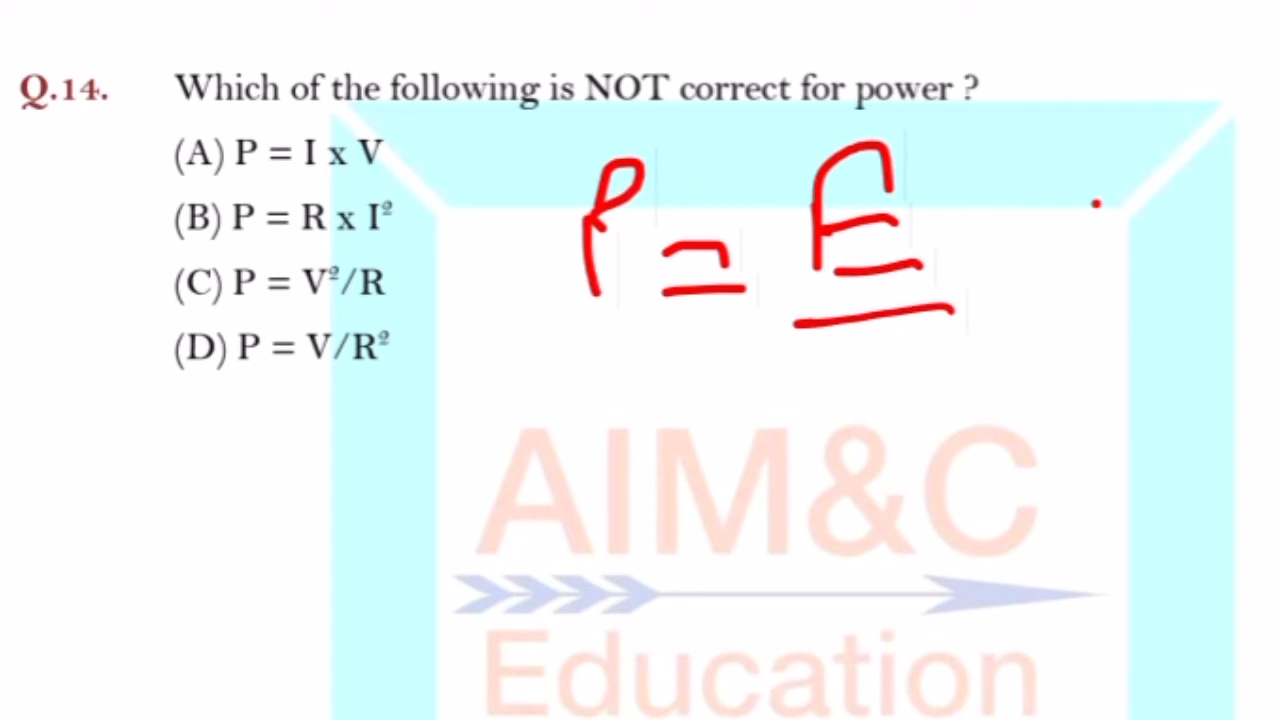 Q.14. Which of the following is NOT correct for power ?
(A) P = I x V
(B) P = R x I²
(C) P = V²/R
(D) P = V/R²
P = E
AIM&C
Education